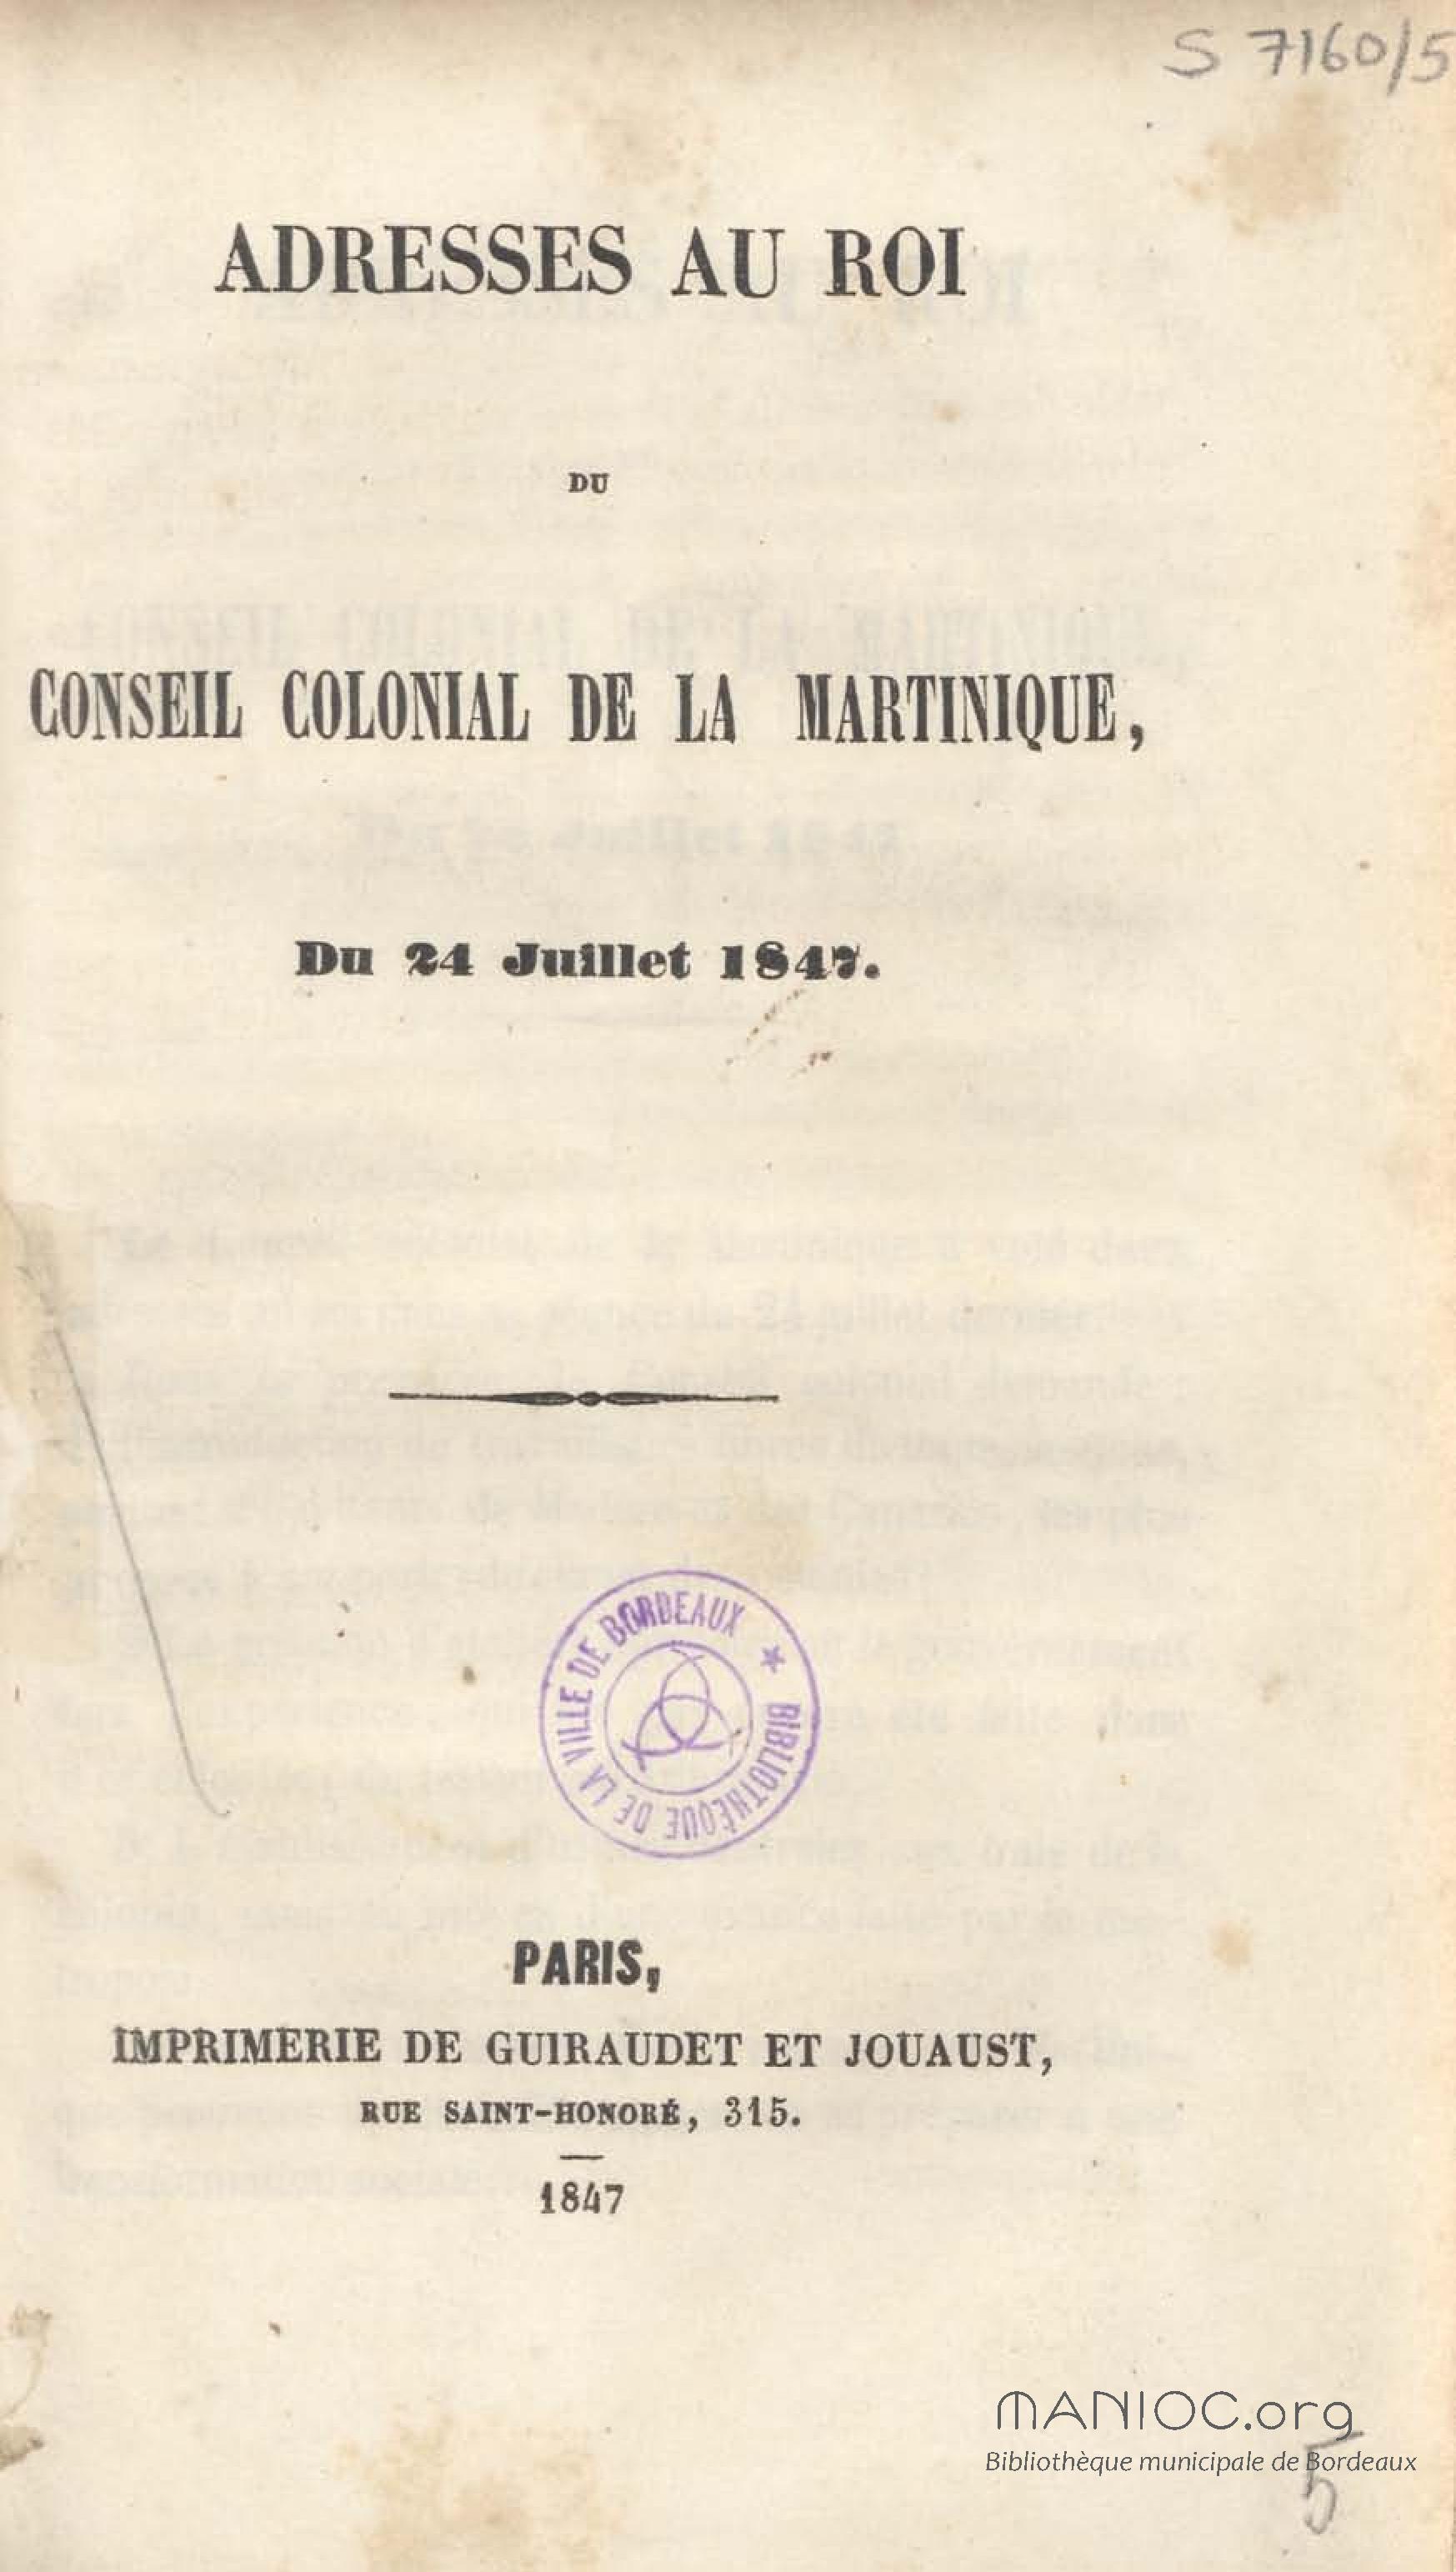 S 7160/5
ADRESSES AU ROI
DU
CONSEIL COLONIAL DE LA MARTINIQUE,
Du 24 Juillet 1847.
BIBLIOTHÈQUE DE LA VILLE DE BORDEAUX *
PARIS,
IMPRIMERIE DE GUIRAUDET ET JOUAUST,
RUE SAINT-HONORÉ, 315.
1847
MANIOC.org
Bibliothèque municipale de Bordeaux
5